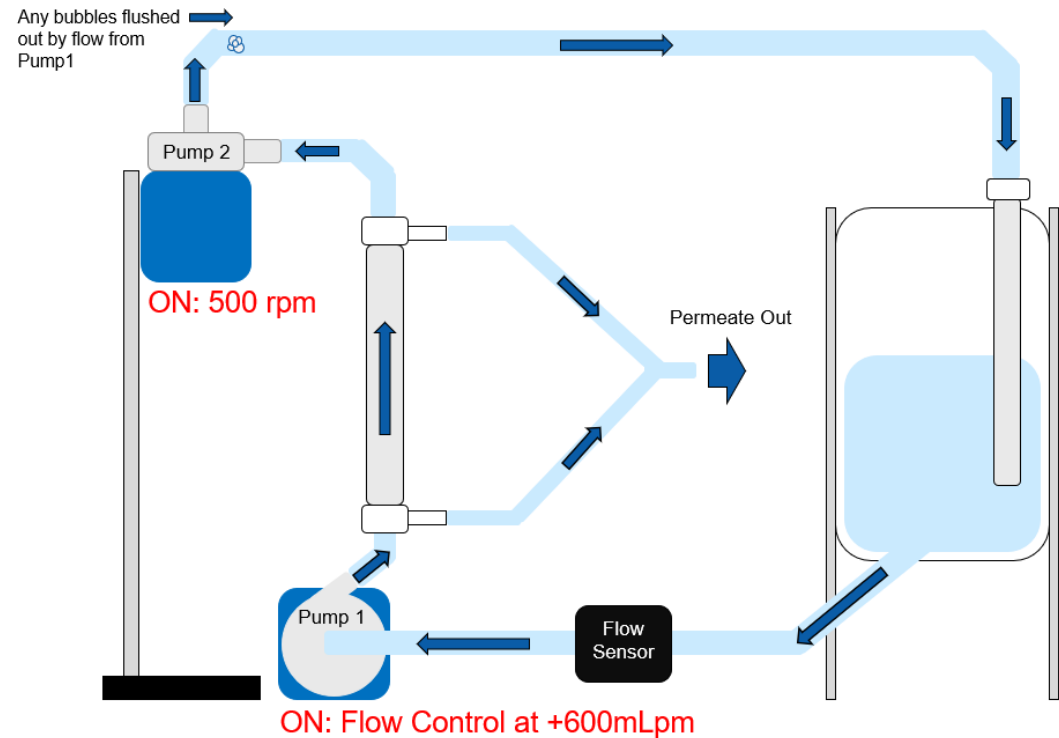 Any bubbles flushed
out by flow from
Pump1
Pump 2
ON: 500 rpm
Permeate Out
Pump 1
Flow
Sensor
ON: Flow Control at +600mLpm